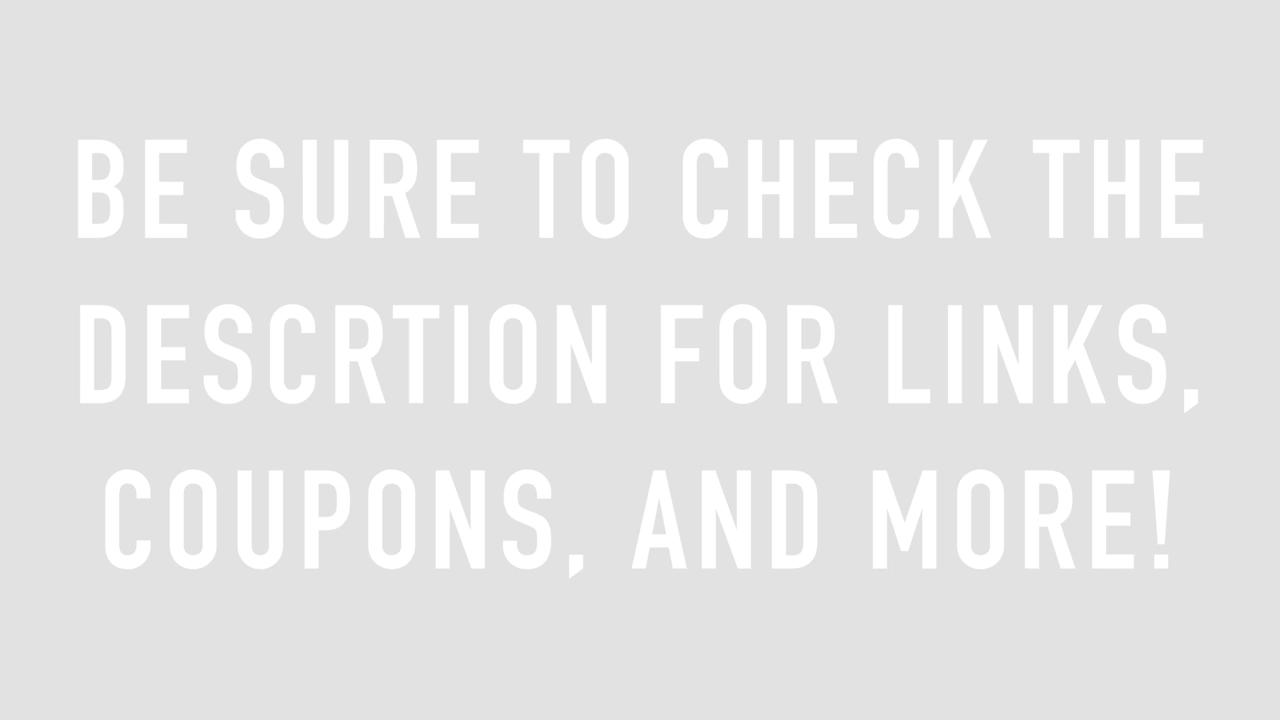 BE SURE TO CHECK THE
DESCRTION FOR LINKS,
COUPONS, AND MORE!